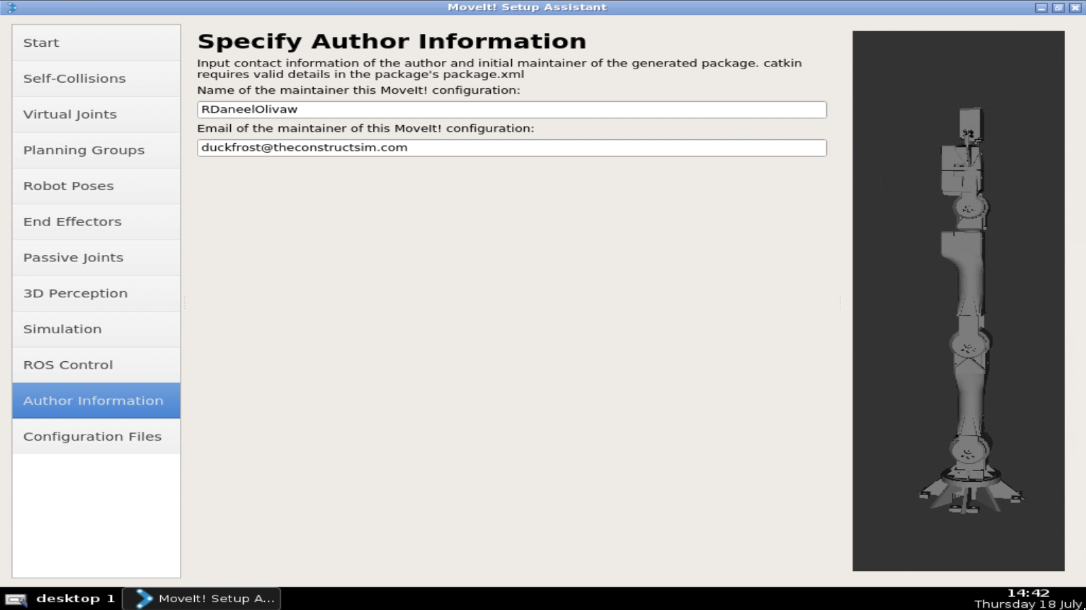 MoveIt! Setup Assistant
Start
Self-Collisions
Virtual Joints
Planning Groups
Robot Poses
End Effectors
Passive Joints
3D Perception
Simulation
ROS Control
Author Information
Configuration Files
Specify Author Information
Input contact information of the author and initial maintainer of the generated package. catkin
requires valid details in the package's package.xml
Name of the maintainer this MoveIt! configuration:
RDaneelOlivaw
Email of the maintainer of this MoveIt! configuration:
duckfrost@theconstructsim.com
desktop 1
MoveIt! Setup A...
14:42
Thursday 18 July